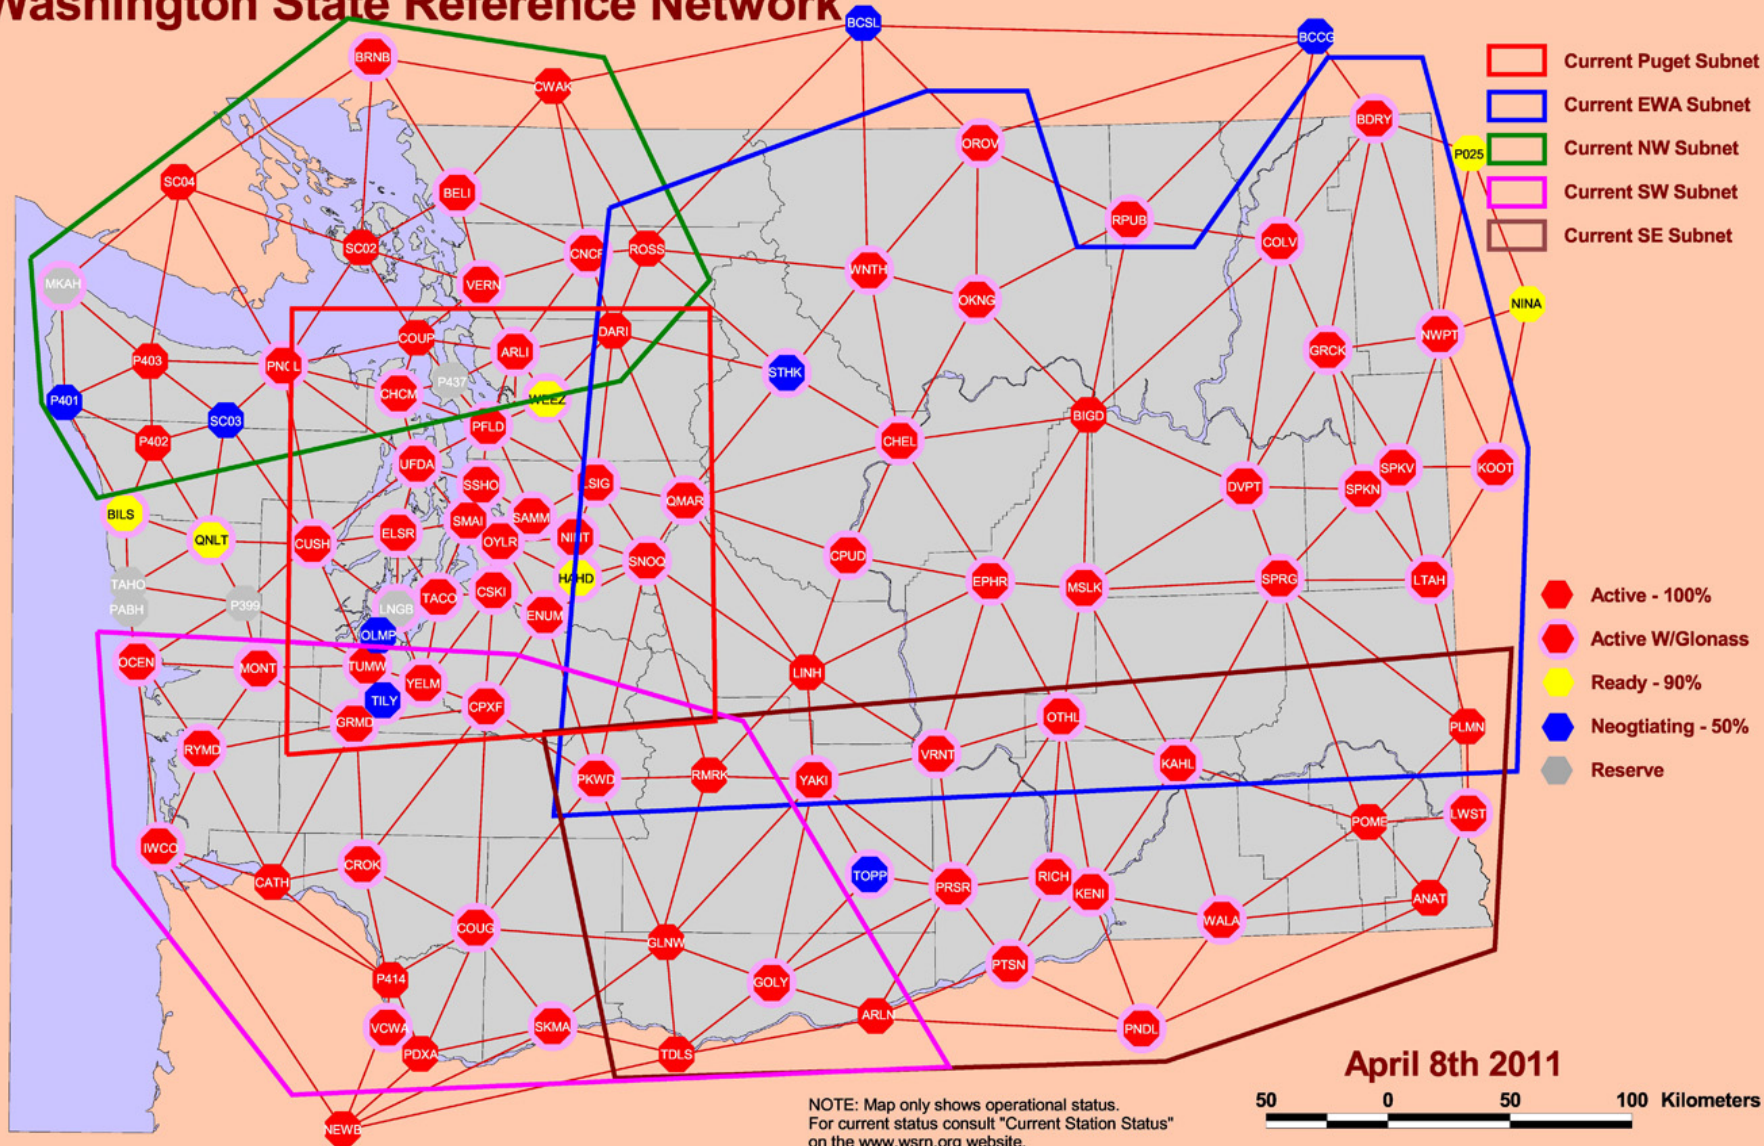 Washington State Reference Network
BCSL
BCCG
BRNB
CWAK
Current Puget Subnet
Current EWA Subnet
Current NW Subnet
Current SW Subnet
Current SE Subnet
BDRY
OROV
P025
SC04
BELI
RPUB
COLV
SC02
CNCR
ROSS
WNTH
MKAH
VERN
OKNG
NINA
DARI
NWPT
COUP
ARLI
GRCK
P403
PNCL
STHK
P437
CHCM
WEEZ
P401
SC03
BIGD
PFLD
P402
CHEL
UFDA
SPKV
KOOT
SSHO
LSIG
DVPT
SPKN
QMAR
BILS
SMAI
SAMM
ELSR
QNLT
CUSH
OYLR
NINT
CPUD
SNOQ
HAHD
TAHO
EPHR
MSLK
SPRG
LTAH
CSKI
TACO
PABH
P399
LNGB
ENUM
Active - 100%
Active W/Glonass
Ready - 90%
Neogtiating - 50%
Reserve
OLMP
OCEN
MONT
TUMW
YELM
LINH
TILY
CPXF
OTHL
GRMD
PLMN
RYMD
VRNT
KAHL
PKWD
RMRK
YAKI
LWST
POME
IWCO
CROK
CATH
TOPP
PRSR
RICH
KENI
ANAT
WALA
COUG
GLNW
PTSN
P414
GOLY
ARLN
VCWA
SKMA
PNDL
PDXA
TDLS
NEWB
April 8th 2011
50 0 50 100 Kilometers
NOTE: Map only shows operational status.
For current status consult "Current Station Status"
on the www.wsrn.org website.